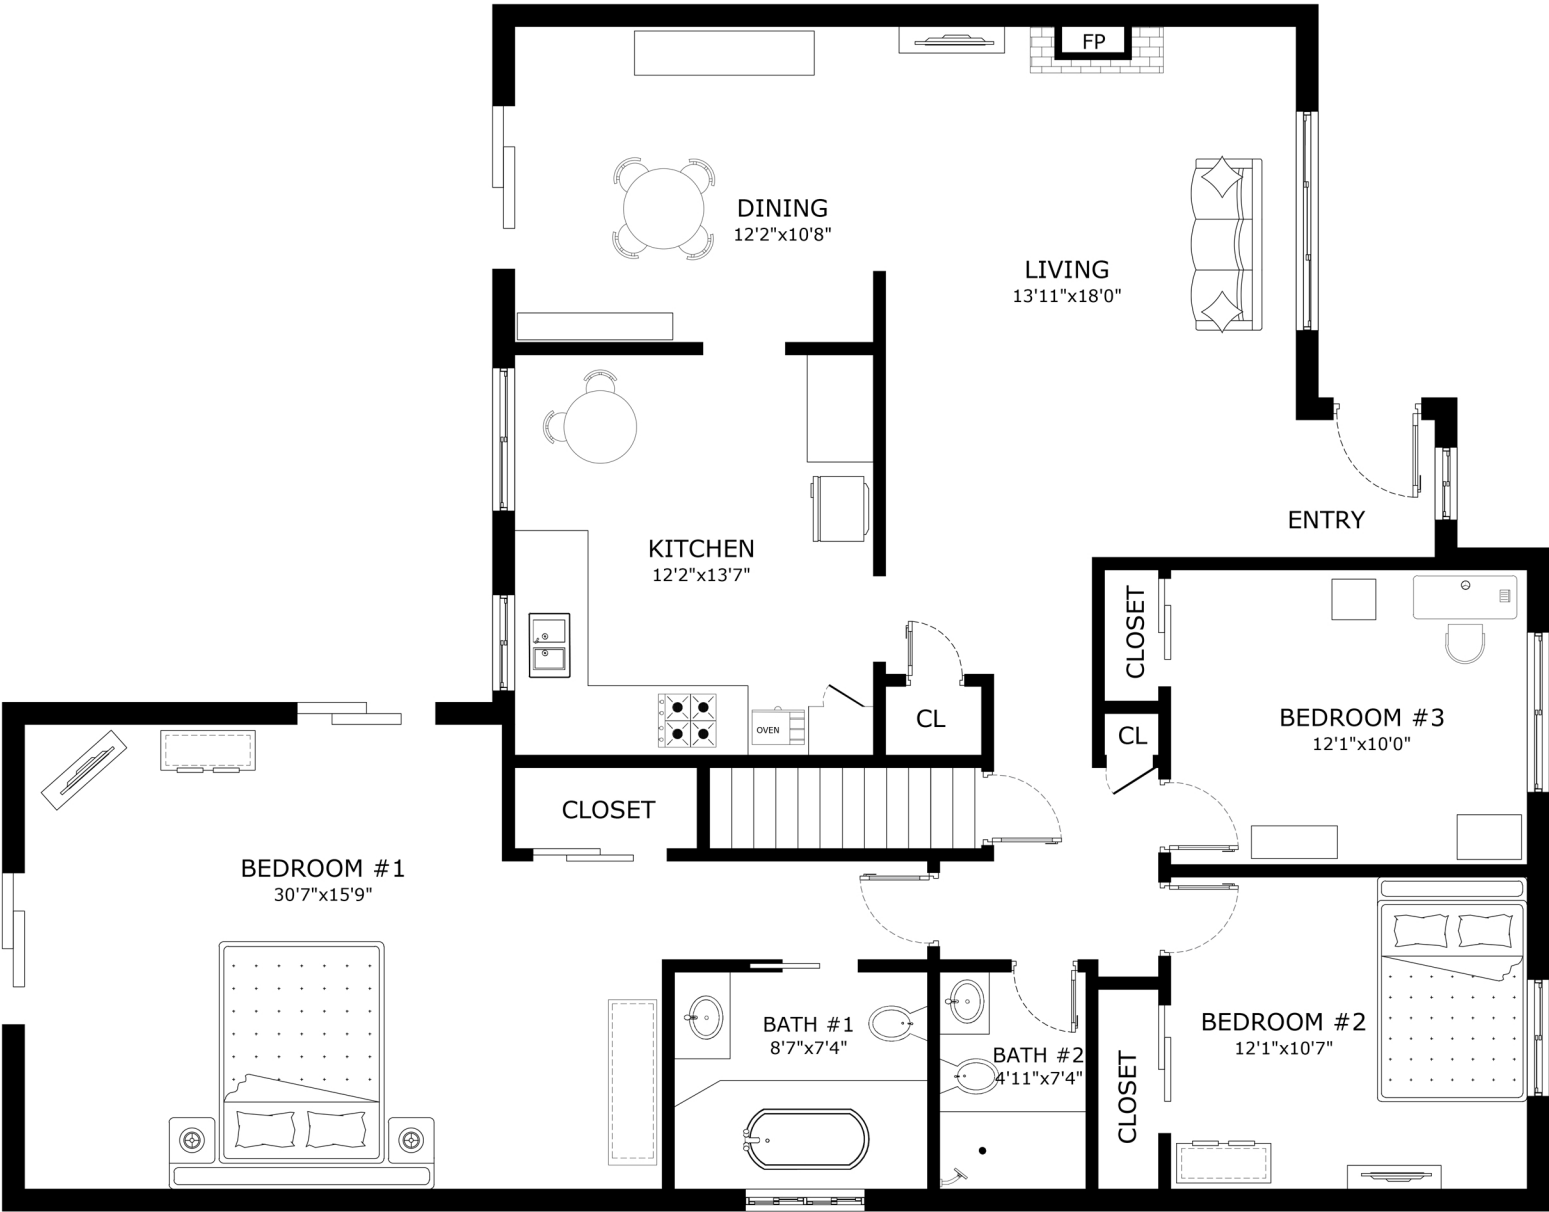 FP
DINING
12'2"x10'8"
LIVING
13'11"x18'0"
ENTRY
KITCHEN
12'2"x13'7"
CLOSET
CL
OVEN
BEDROOM #3
12'1"x10'0"
CL
CLOSET
BEDROOM #1
30'7"x15'9"
BATH #1
8'7"x7'4"
BATH #2
4'11"x7'4"
BEDROOM #2
12'1"x10'7"
CLOSET